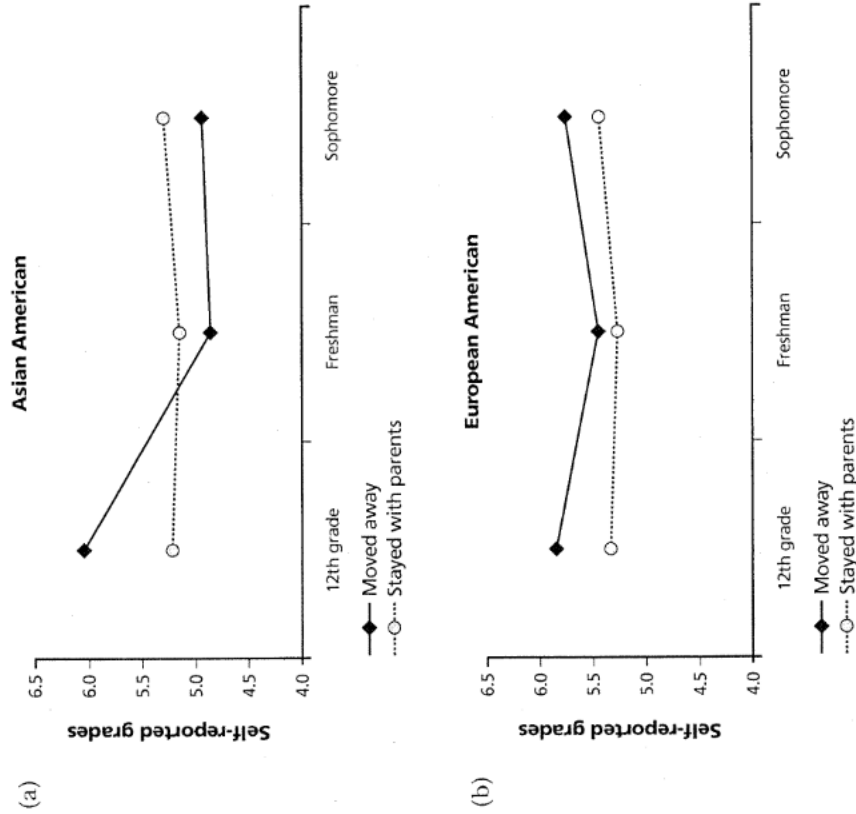 (a)
Asian American
Self-reported grades
6.5
6.0
5.5
5.0
4.5
4.0
12th grade
Freshman
Sophomore
Moved away
Stayed with parents
(b)
European American
Self-reported grades
6.5
6.0
5.5
5.0
4.5
4.0
12th grade
Freshman
Sophomore
Moved away
Stayed with parents